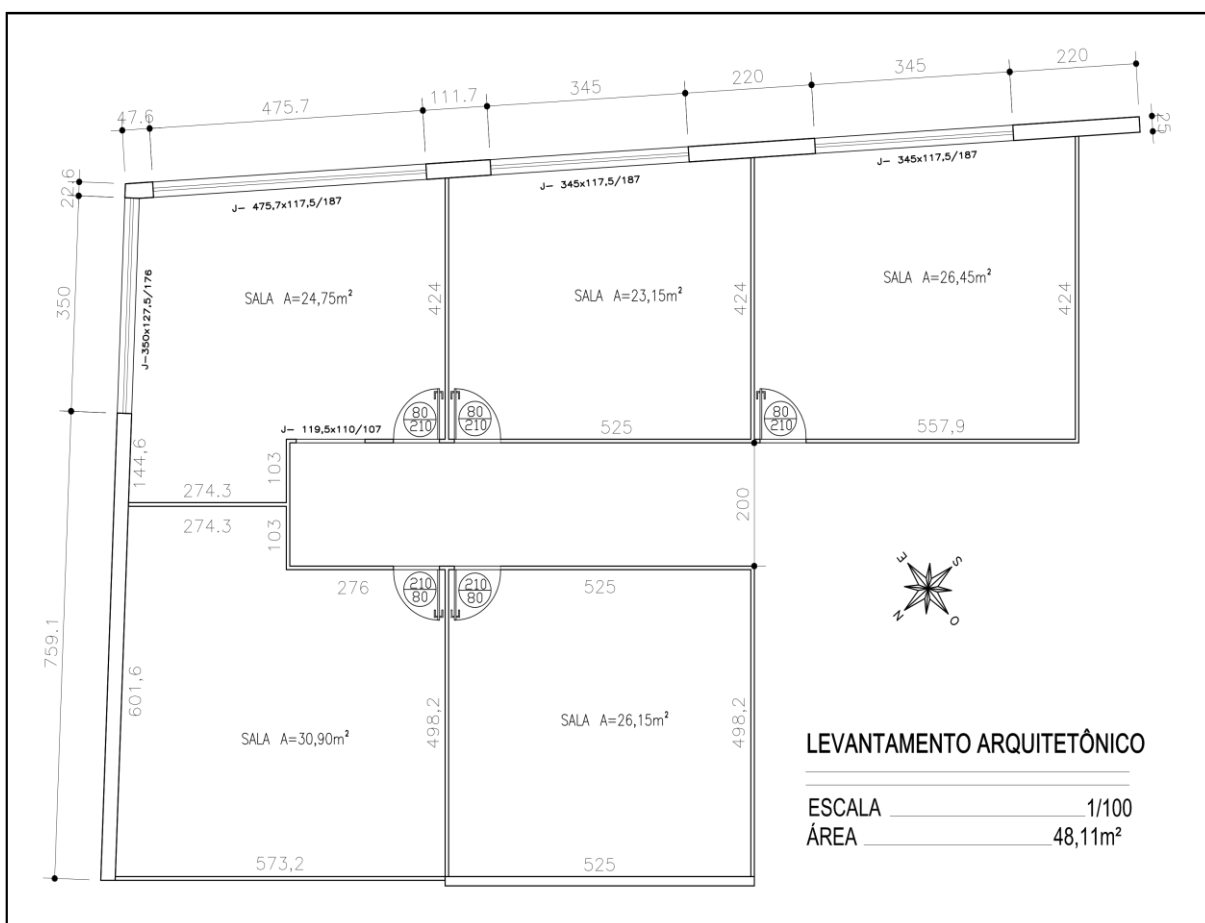 220
345
220
345
111.7
475.7
47.6
25
22.6
J- 345x117,5/187
J- 345x117,5/187
J- 475,7x117,5/187
350
J-350x127,5/176
SALA A=24,75m²
424
SALA A=23,15m²
424
SALA A=26,45m²
424
80
210
80
210
80
210
J- 119,5x110/107
525
557,9
144,6
103
274.3
274.3
103
200
276
210
80
210
80
525
E
S
N
O
759.1
601,6
SALA A=30,90m²
498,2
SALA A=26,15m²
498,2
573,2
525
LEVANTAMENTO ARQUITETÔNICO
ESCALA 1/100
ÁREA 48,11m²